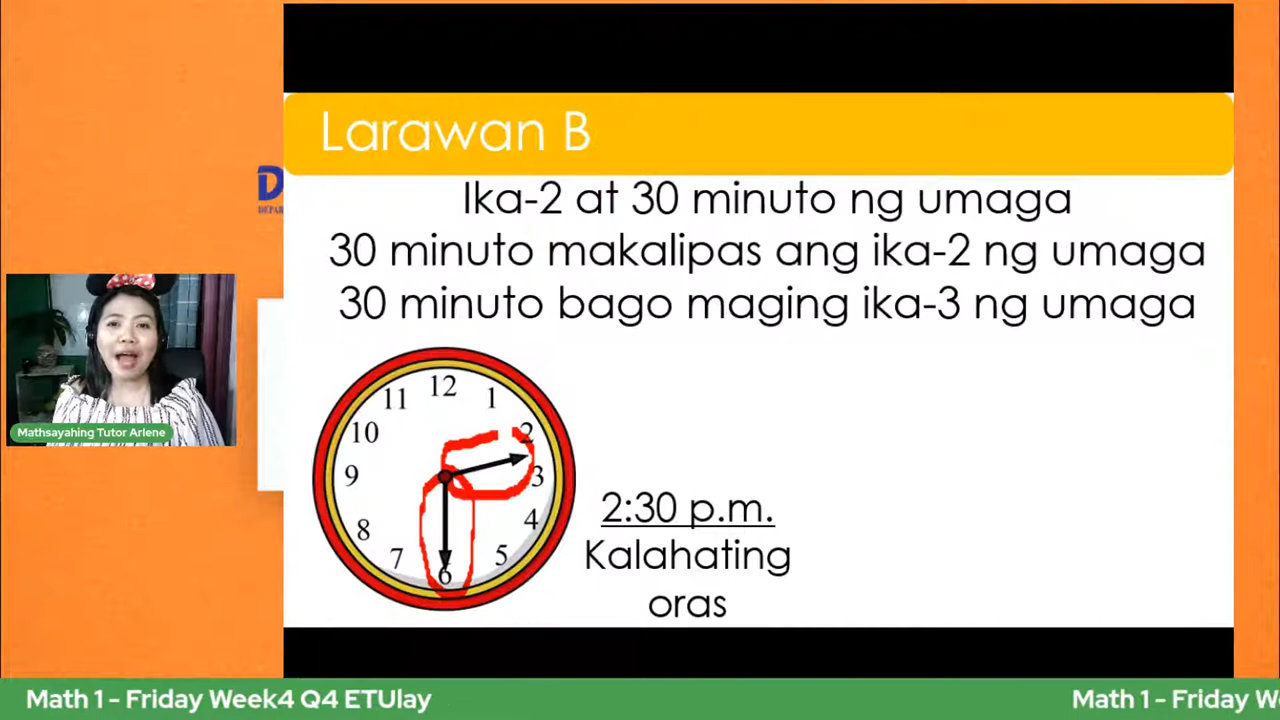 Larawan B
Ika-2 at 30 minuto ng umaga
30 minuto makalipas ang ika-2 ng umaga
30 minuto bago maging ika-3 ng umaga
12
11
1
10
2
9
3
8
4
7
5
6
2:30 p.m.
Kalahating
oras
D
DEPAR
Mathsayahing Tutor Arlene
Math 1 - Friday Week4 Q4 ETUlay
Math 1 - Friday W